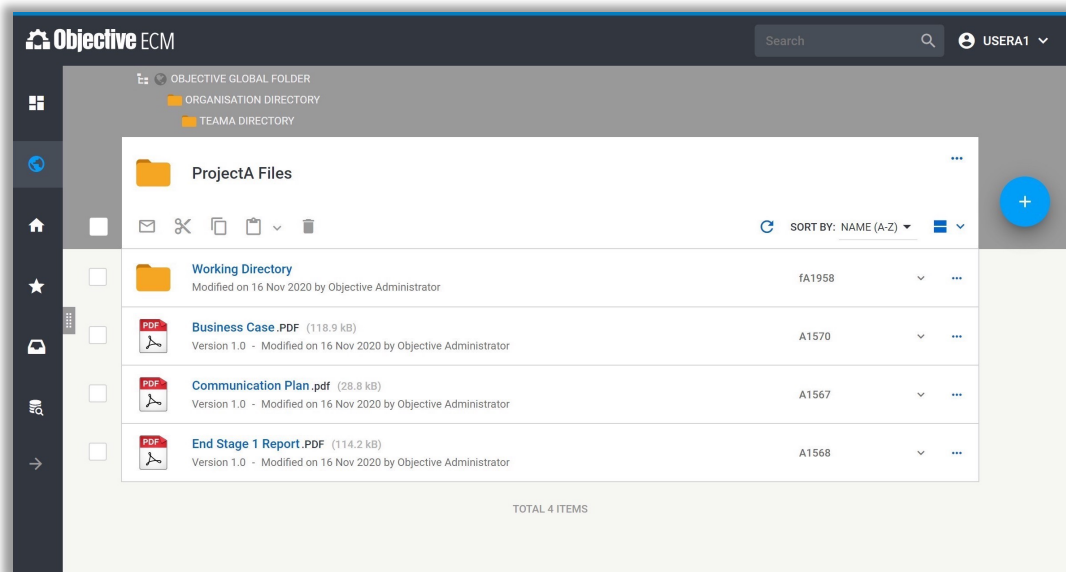 Objective ECM
Search
USERA1
OBJECTIVE GLOBAL FOLDER
ORGANISATION DIRECTORY
TEAMA DIRECTORY
ProjectA Files
SORT BY: NAME (A-Z)
Working Directory
Modified on 16 Nov 2020 by Objective Administrator
fA1958
PDF
Business Case.PDF (118.9 kB)
Version 1.0 - Modified on 16 Nov 2020 by Objective Administrator
A1570
PDF
Communication Plan.pdf (28.8 kB)
Version 1.0 - Modified on 16 Nov 2020 by Objective Administrator
A1567
PDF
End Stage 1 Report.PDF (114.2 kB)
Version 1.0 - Modified on 16 Nov 2020 by Objective Administrator
A1568
TOTAL 4 ITEMS